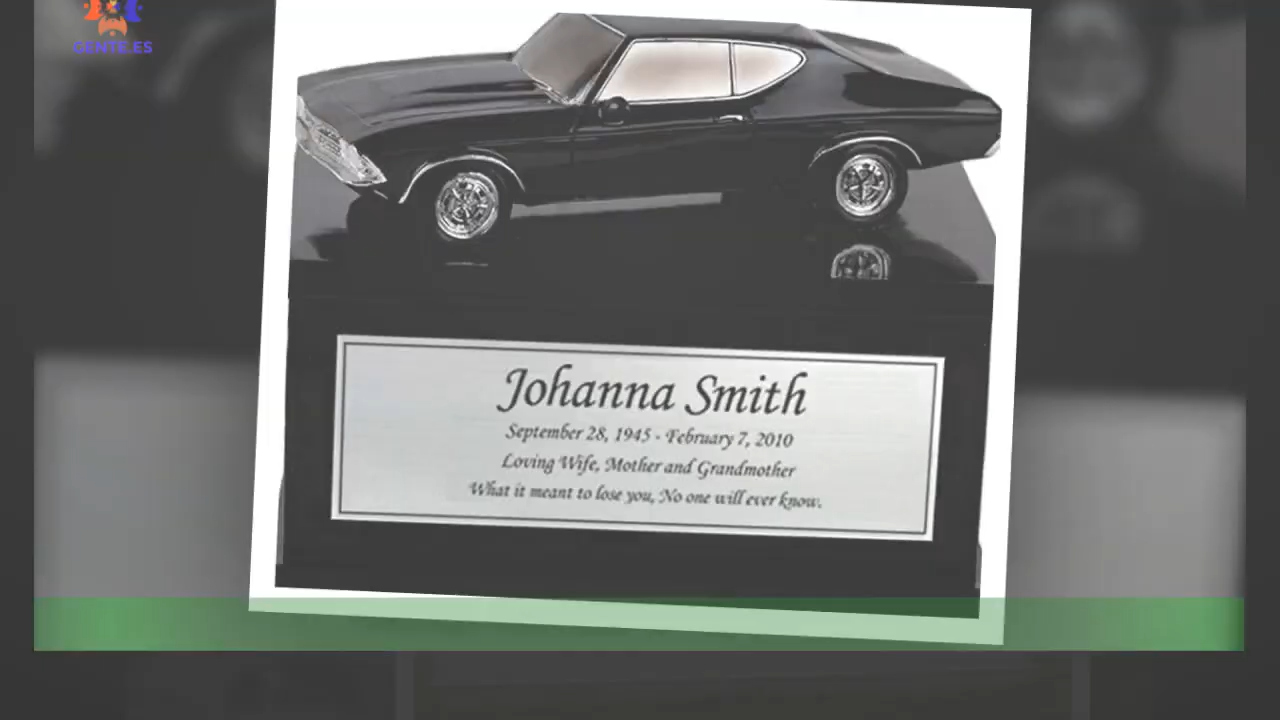 GENTE.ES
Johanna Smith
September 28, 1945 - February 7, 2010
Loving Wife, Mother and Grandmother
What it meant to lose you, No one will ever know.